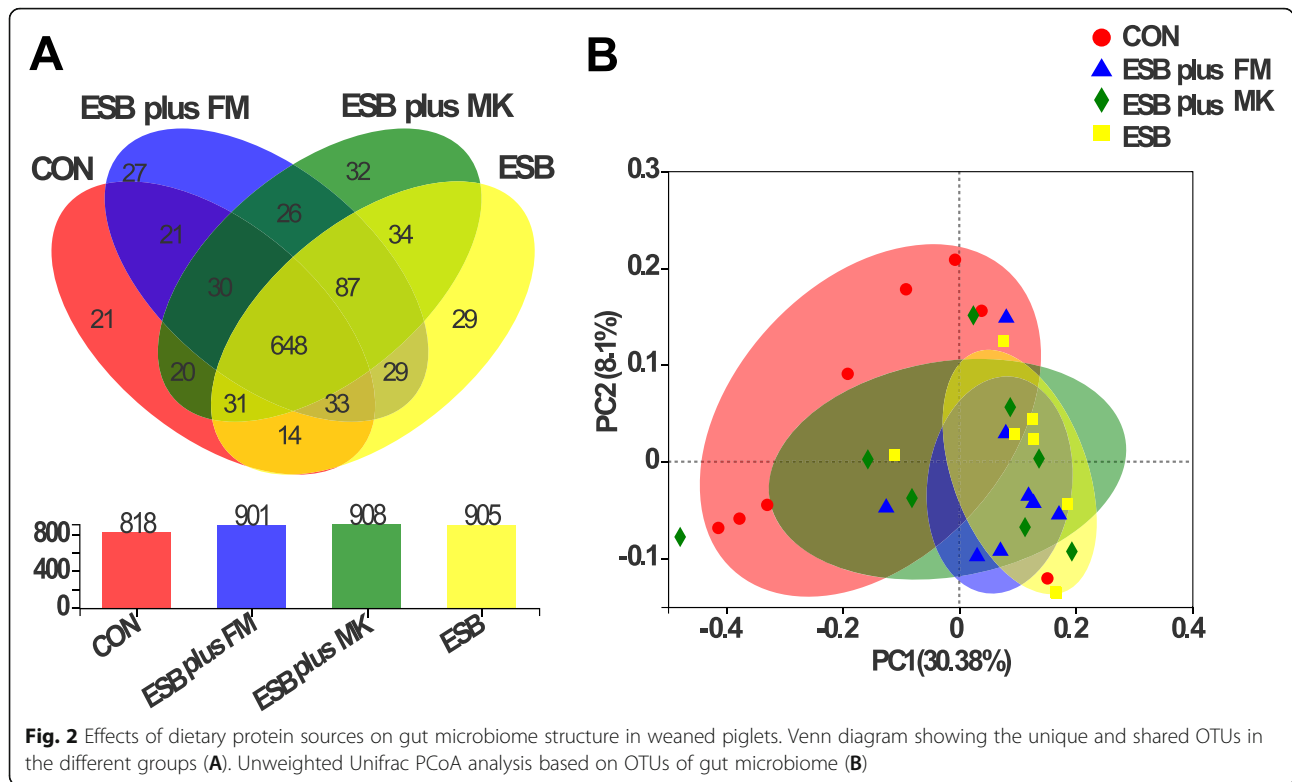 A
ESB plus FM
ESB plus MK
CON
ESB
27
32
26
21
34
30
87
21
29
648
20
29
31
33
14
818
901
908
905
800
400
0
CON
ESB plus FM
ESB plus MK
ESB
B
CON
ESB plus FM
ESB plus MK
ESB
0.3
0.2
0.1
0
-0.1
PC2 (8·1%)
-0.4
-0.2
0
0.2
0.4
PC1(30.38%)
Fig. 2 Effects of dietary protein sources on gut microbiome structure in weaned piglets. Venn diagram showing the unique and shared OTUs in
the different groups (A). Unweighted Unifrac PCoA analysis based on OTUs of gut microbiome (B)